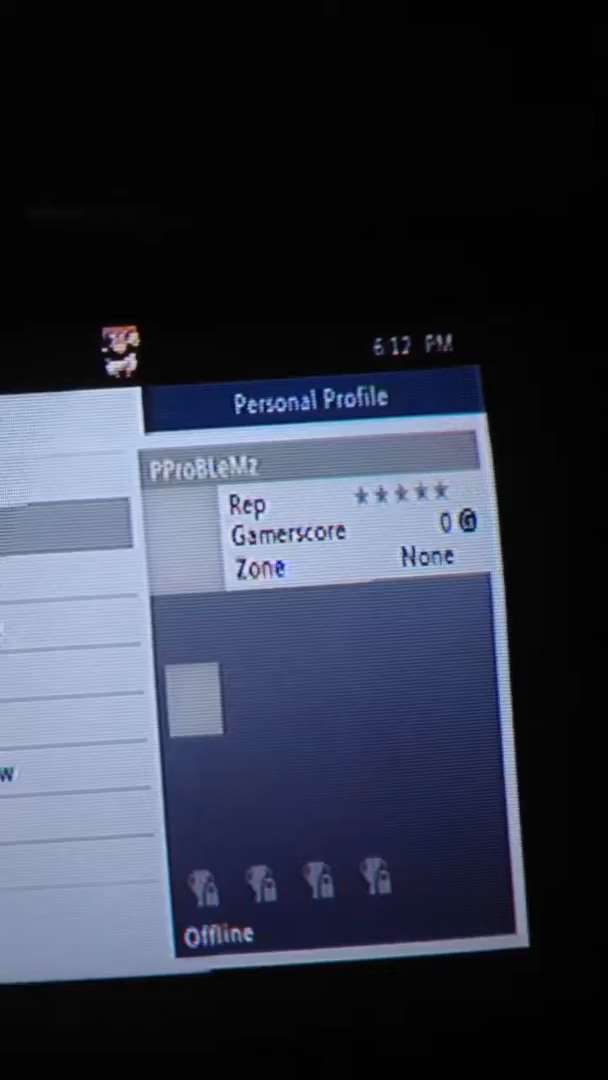 6:12 PM
Personal Profile
PProBLeMz
Rep
Gamerscore 0 G
Zone None
w
Offline